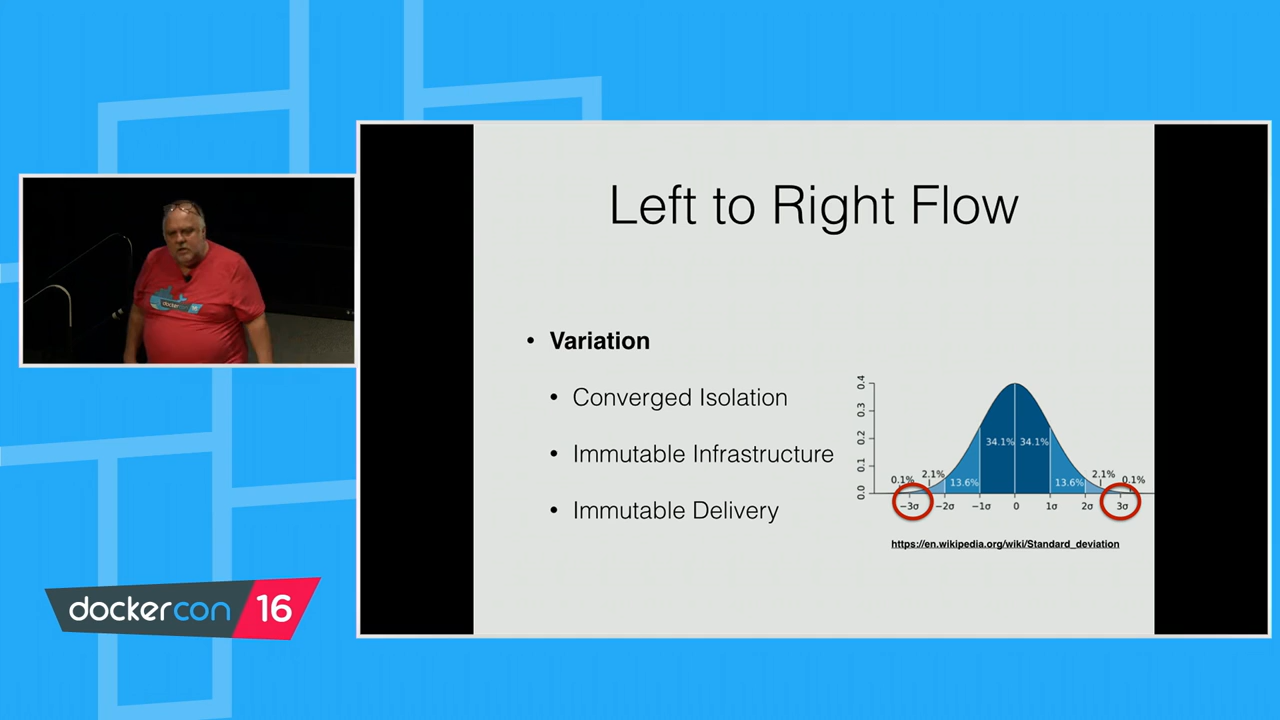 Left to Right Flow
• Variation
• Converged Isolation
• Immutable Infrastructure
• Immutable Delivery
0.4
0.3
0.2
0.1
0.0
34.1% 34.1%
0.1% 2.1% 13.6% 13.6% 2.1% 0.1%
−3σ −2σ −1σ 0 1σ 2σ 3σ
https://en.wikipedia.org/wiki/Standard_deviation
dockercon 16
dockercon 16